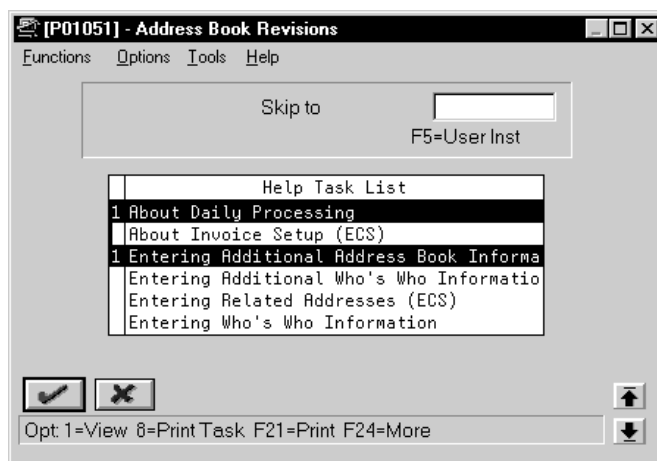 [P01051] - Address Book Revisions
Functions Options Tools Help
Skip to
F5=User Inst
Help Task List
1 About Daily Processing
About Invoice Setup (ECS)
1 Entering Additional Address Book Informa
Entering Additional Who's Who Informatio
Entering Related Addresses (ECS)
Entering Who's Who Information
Opt: 1=View 8=Print Task F21=Print F24=More